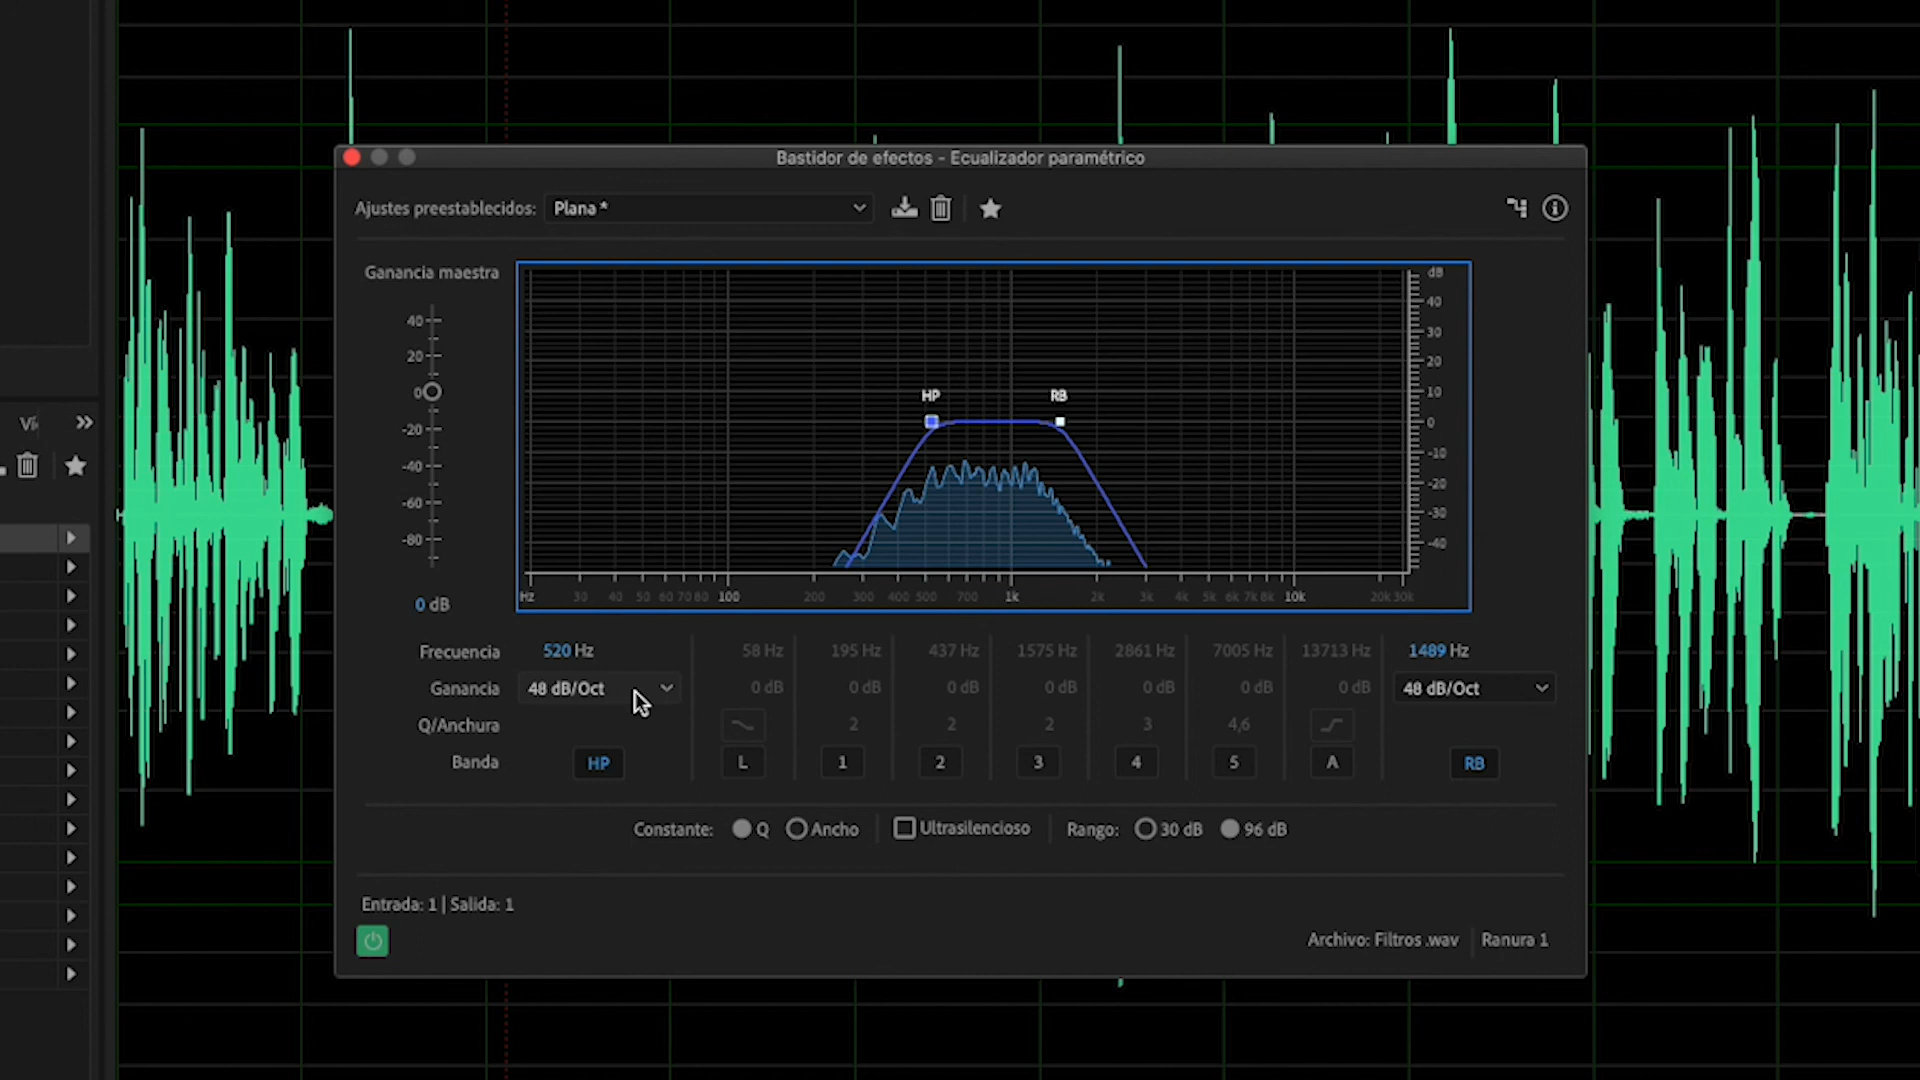 Bastidor de efectos - Ecualizador paramétrico
Ajustes preestablecidos: Plana *
Ganancia maestra
dB
40
30
20
10
0
-10
-20
-30
-40
40
20
0
-20
-40
-60
-80
HP RB
Hz 30 40 50 60 70 80 100 200 300 400 500 700 1k 2k 3k 4k 5k 6k 7k 8k 10k 20k 30k
0 dB
Frecuencia 520 Hz 58 Hz 195 Hz 437 Hz 1575 Hz 2861 Hz 7005 Hz 13713 Hz 1489 Hz
Ganancia 48 dB/Oct 0 dB 0 dB 0 dB 0 dB 0 dB 0 dB 0 dB 48 dB/Oct
Q/Anchura 2 2 2 3 4,6
Banda HP L 1 2 3 4 5 A RB
Constante: Q Ancho Ultrasilencioso Rango: 30 dB 96 dB
Entrada: 1 | Salida: 1
Archivo: Filtros .wav Ranura 1